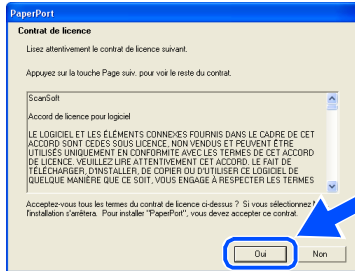 PaperPort
Contrat de licence
Lisez attentivement le contrat de licence suivant.
Appuyez sur la touche Page suiv. pour voir le reste du contrat.
ScanSoft
Accord de licence pour logiciel
LE LOGICIEL ET LES ÉLÉMENTS CONNEXES FOURNIS DANS LE CADRE DE CET
ACCORD SONT CEDES SOUS LICENCE, NON VENDUS ET PEUVENT ÊTRE
UTILISÉS UNIQUEMENT EN CONFORMITE AVEC LES TERMES DE CET ACCORD
DE LICENCE. VEUILLEZ LIRE ATTENTIVEMENT CET ACCORD. LE FAIT DE
TÉLÉCHARGER, D'INSTALLER, DE COPIER OU D'UTILISER CE LOGICIEL DE
QUELQUE MANIÈRE QUE CE SOIT, VOUS ENGAGE À RESPECTER LES TERMES
Acceptez-vous tous les termes du contrat de licence ci-dessus ? Si vous sélectionnez
l'installation s'arrêtera. Pour installer "PaperPort", vous devez accepter ce contrat.
Oui
Non